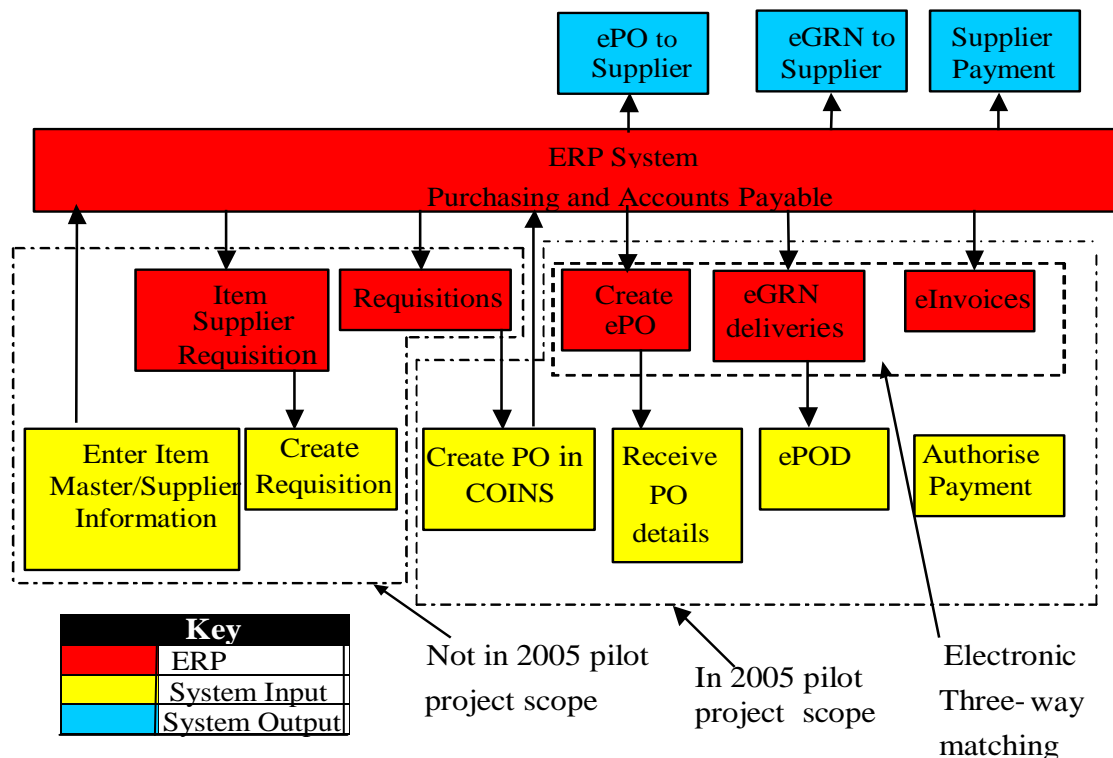 ePO to
Supplier
eGRN to
Supplier
Supplier
Payment
ERP System
Purchasing and Accounts Payable
Item
Supplier
Requisition
Requisitions
Create
ePO
eGRN
deliveries
eInvoices
Enter Item
Master/Supplier
Information
Create
Requisition
Create PO in
COINS
Receive
PO
details
ePOD
Authorise
Payment
Key
ERP
System Input
System Output
Not in 2005 pilot
project scope
In 2005 pilot
project scope
Electronic
Three-way
matching